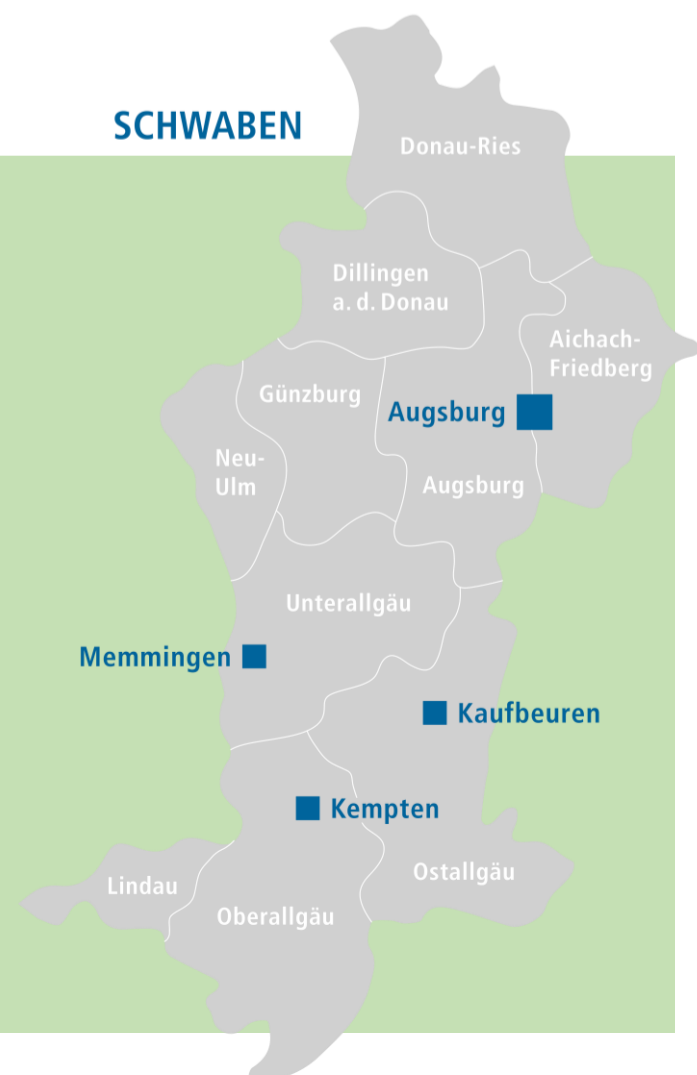 SCHWABEN
Donau-Ries
Dillingen
a. d. Donau
Aichach-
Friedberg
Günzburg
Augsburg
Neu-
Ulm
Augsburg
Unterallgäu
Memmingen
Kaufbeuren
Kempten
Ostallgäu
Lindau
Oberallgäu